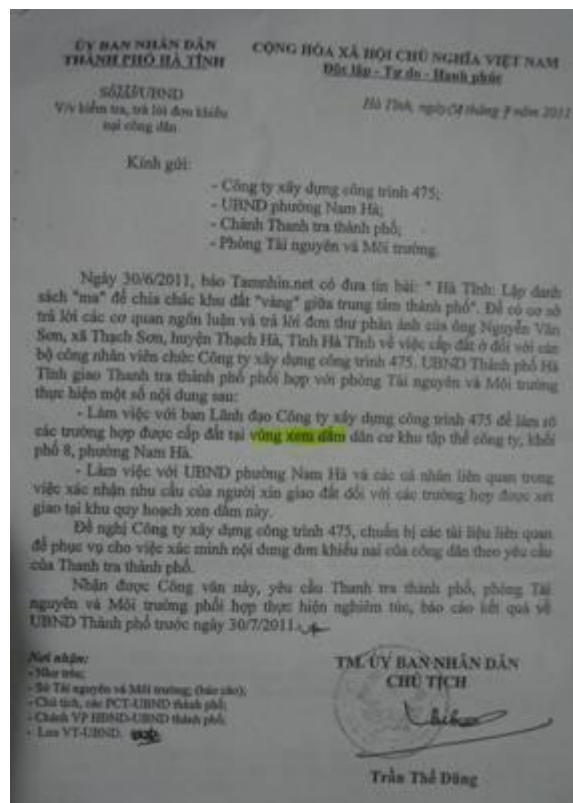 ỦY BAN NHÂN DÂN
THÀNH PHỐ HÀ TĨNH
CỘNG HÒA XÃ HỘI CHỦ NGHĨA VIỆT NAM
Độc lập - Tự do - Hạnh phúc
/UBND
V/v kiểm tra, trả lời đơn khiếu
nại công dân
Hà Tĩnh, ngày tháng 7 năm 2011
Kính gửi:
- Công ty xây dựng công trình 475;
- UBND phường Nam Hà;
- Chánh Thanh tra thành phố;
- Phòng Tài nguyên và Môi trường.
Ngày 30/6/2011, báo Tamnhin.net có đưa tin bài: " Hà Tĩnh: Lập danh
sách "ma" để chia chác khu đất "vàng" giữa trung tâm thành phố". Để có cơ sở
trả lời các cơ quan ngôn luận và trả lời đơn thư phản ánh của ông Nguyễn Văn
Sơn, xã Thạch Sơn, huyện Thạch Hà, Tỉnh Hà Tĩnh về việc cấp đất ở đối với cán
bộ công nhân viên chức Công ty xây dựng công trình 475. UBND Thành phố Hà
Tĩnh giao Thanh tra thành phố phối hợp với phòng Tài nguyên và Môi trường
thực hiện một số nội dung sau:
- Làm việc với ban Lãnh đạo Công ty xây dựng công trình 475 để làm rõ
các trường hợp được cấp đất tại vùng xem dắm dân cư khu tập thể công ty, khối
phố 8, phường Nam Hà.
- Làm việc với UBND phường Nam Hà và các cá nhân liên quan trong
việc xác nhận nhu cầu của người xin giao đất đối với các trường hợp được xét
giao tại khu quy hoạch xen dắm này.
Đề nghị Công ty xây dựng công trình 475, chuẩn bị các tài liệu liên quan
để phục vụ cho việc xác minh nội dung đơn khiếu nại của công dân theo yêu cầu
của Thanh tra thành phố.
Nhận được Công văn này, yêu cầu Thanh tra thành phố, phòng Tài
nguyên và Môi trường phối hợp thực hiện nghiêm túc, báo cáo kết quả về
UBND Thành phố trước ngày 30/7/2011.
Nơi nhận:
- Như trên;
- Sở Tài nguyên và Môi trường; (báo cáo);
- Chủ tịch, các PCT-UBND thành phố;
- Chánh VP HĐND-UBND thành phố;
- Lưu VT-UBND.
TM. ỦY BAN NHÂN DÂN
CHỦ TỊCH
Trần Thế Dũng